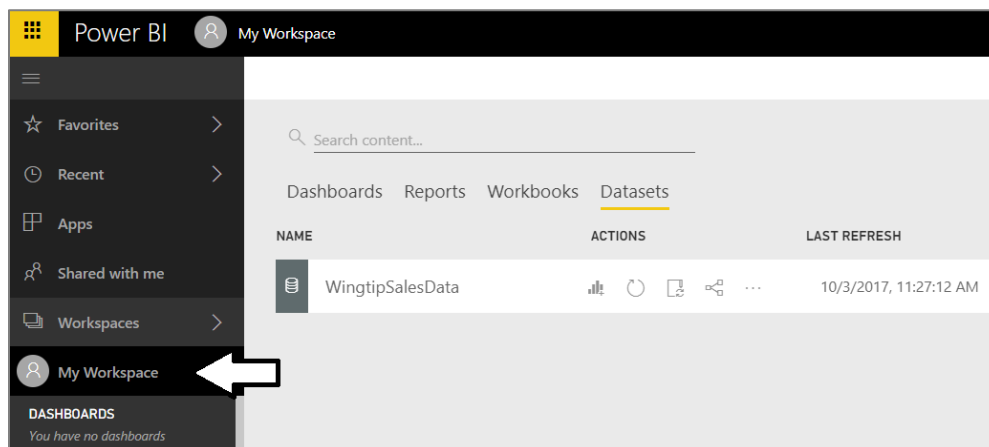 Power BI
My Workspace
Favorites
Recent
Apps
Shared with me
Workspaces
My Workspace
DASHBOARDS
You have no dashboards
Search content...
Dashboards Reports Workbooks Datasets
NAME ACTIONS LAST REFRESH
WingtipSalesData 10/3/2017, 11:27:12 AM